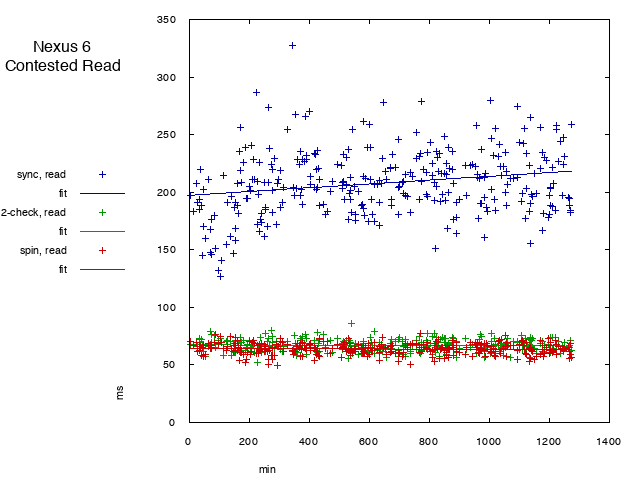 Nexus 6
Contested Read
sync, read
fit
2-check, read
fit
spin, read
fit
350
300
250
200
150
100
50
0
ms
0 200 400 600 800 1000 1200 1400
min